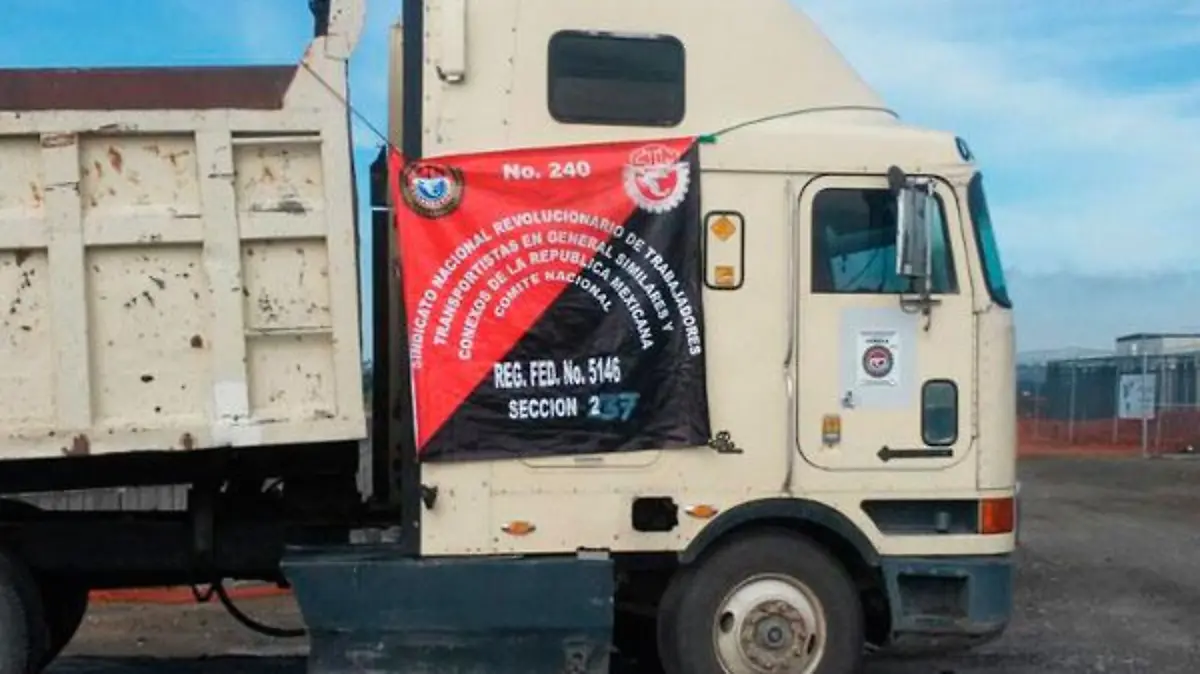 No. 240
CTM
SINDICATO NACIONAL REVOLUCIONARIO DE TRABAJADORES
TRANSPORTISTAS EN GENERAL SIMILARES Y
CONEXOS DE LA REPUBLICA MEXICANA
COMITE NACIONAL
REG. FED. No. 5146
SECCION 237